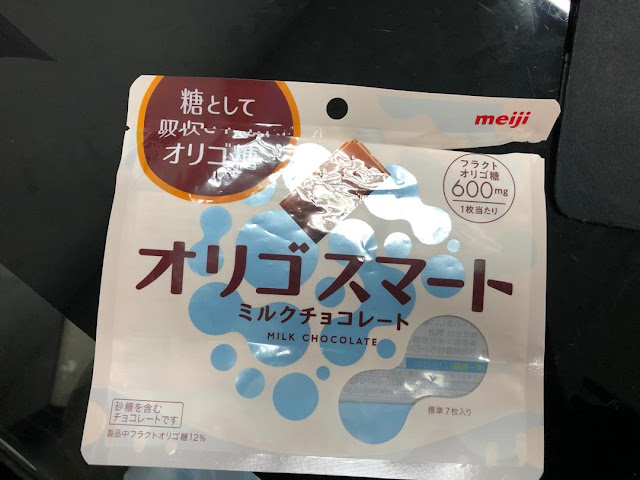 糖として
オリゴ糖
meiji
フラクト
オリゴ糖
600mg
1枚当たり
オリゴスマート
ミルクチョコレート
MILK CHOCOLATE
標準7枚入り
砂糖を含む
チョコレートです
製品中フラクトオリゴ糖12%